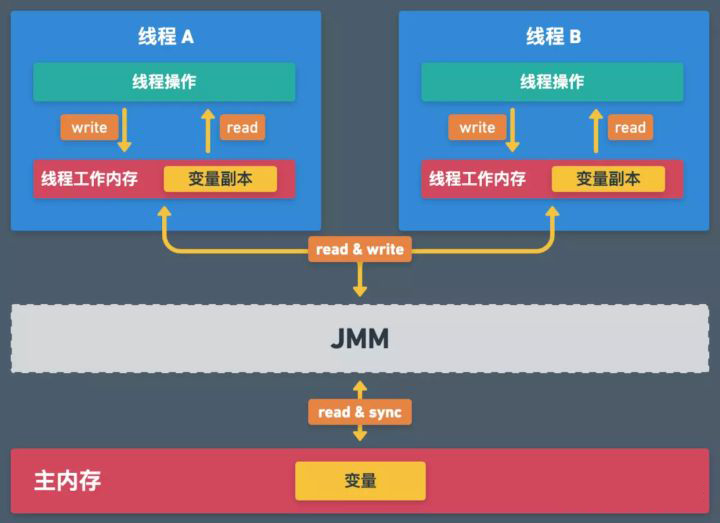 线程 A
线程操作
write
read
线程工作内存
变量副本
线程 B
线程操作
write
read
线程工作内存
变量副本
read & write
JMM
read & sync
主内存
变量